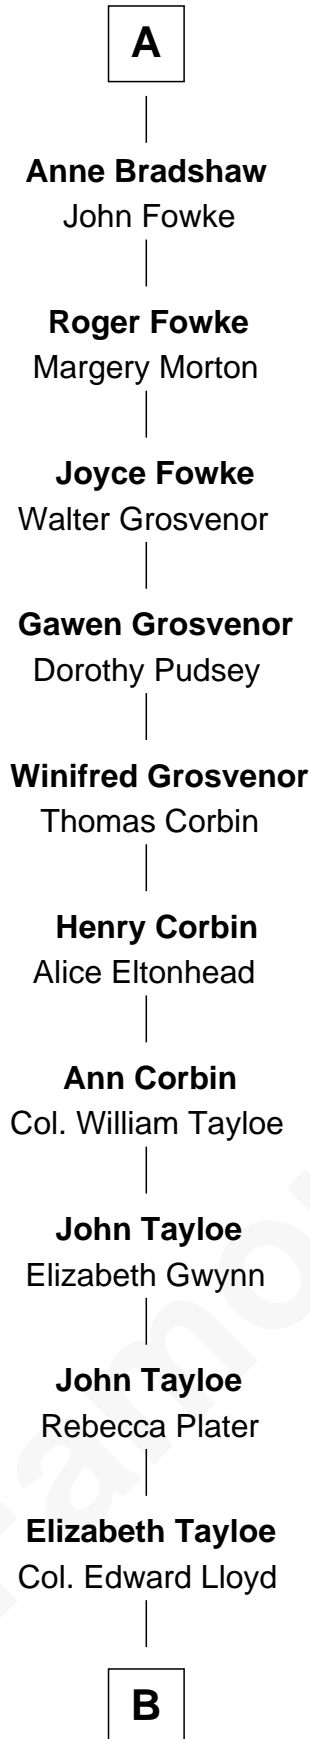 A
Anne Bradshaw
John Fowke
Roger Fowke
Margery Morton
Joyce Fowke
Walter Grosvenor
Gawen Grosvenor
Dorothy Pudsey
Winifred Grosvenor
Thomas Corbin
Henry Corbin
Alice Eltonhead
Ann Corbin
Col. William Tayloe
John Tayloe
Elizabeth Gwynn
John Tayloe
Rebecca Plater
Elizabeth Tayloe
Col. Edward Lloyd
B